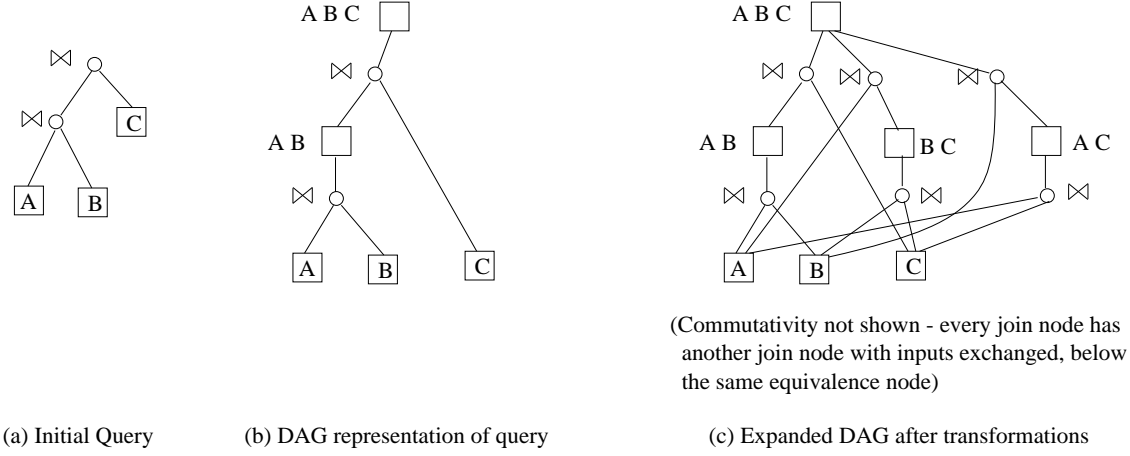 A B C
A B C
C
A B
A B
B C
A C
A
B
A
B
C
A
B
C
(Commutativity not shown - every join node has
another join node with inputs exchanged, below
the same equivalence node)
(a) Initial Query
(b) DAG representation of query
(c) Expanded DAG after transformations